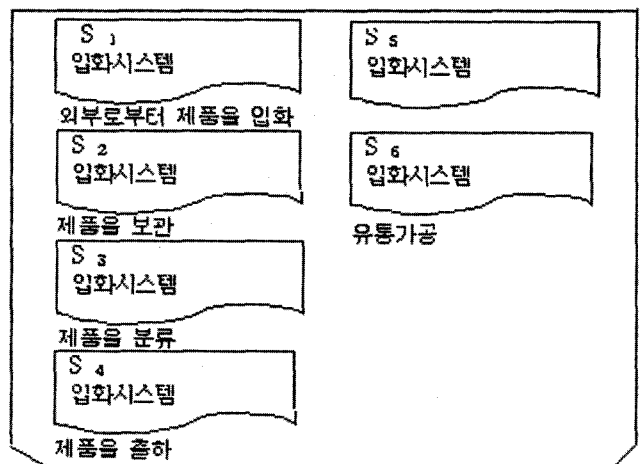 S 1
입화시스템
외부로부터 제품을 입화
S 2
입화시스템
제품을 보관
S 3
입화시스템
제품을 분류
S 4
입화시스템
제품을 출하
S 5
입화시스템
S 6
입화시스템
유통가공